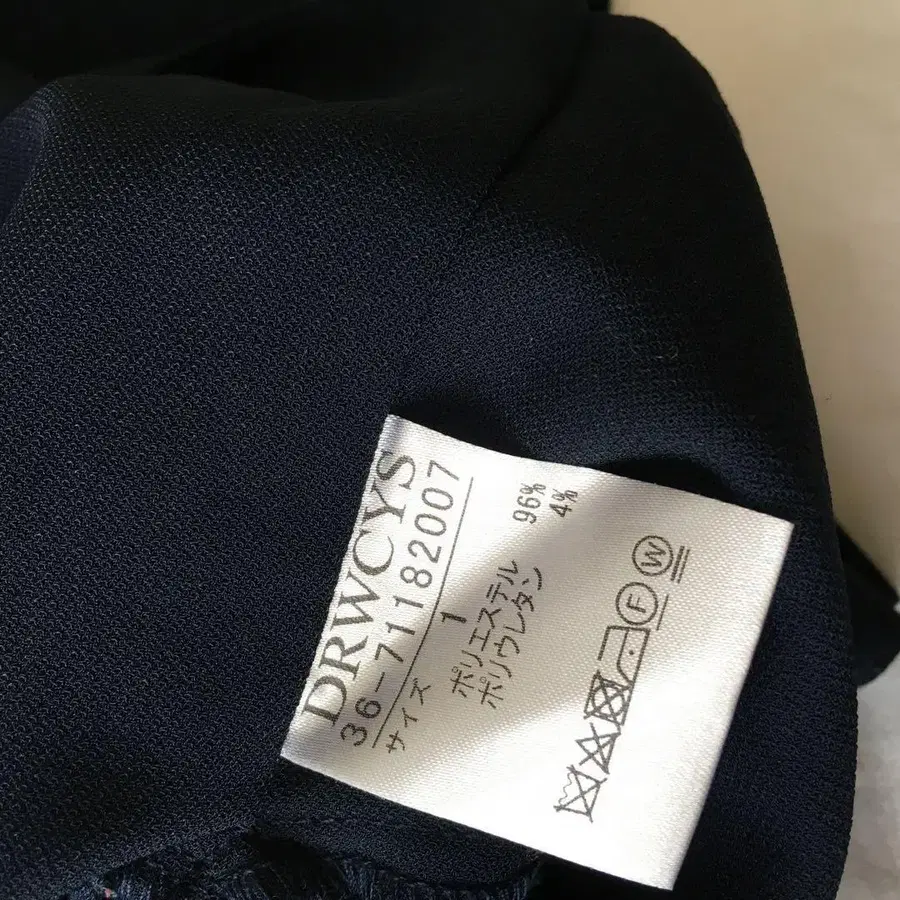 DRWCYS
36-71182007
サイズ 1
ポリエステル 96%
ポリウレタン 4%
F W